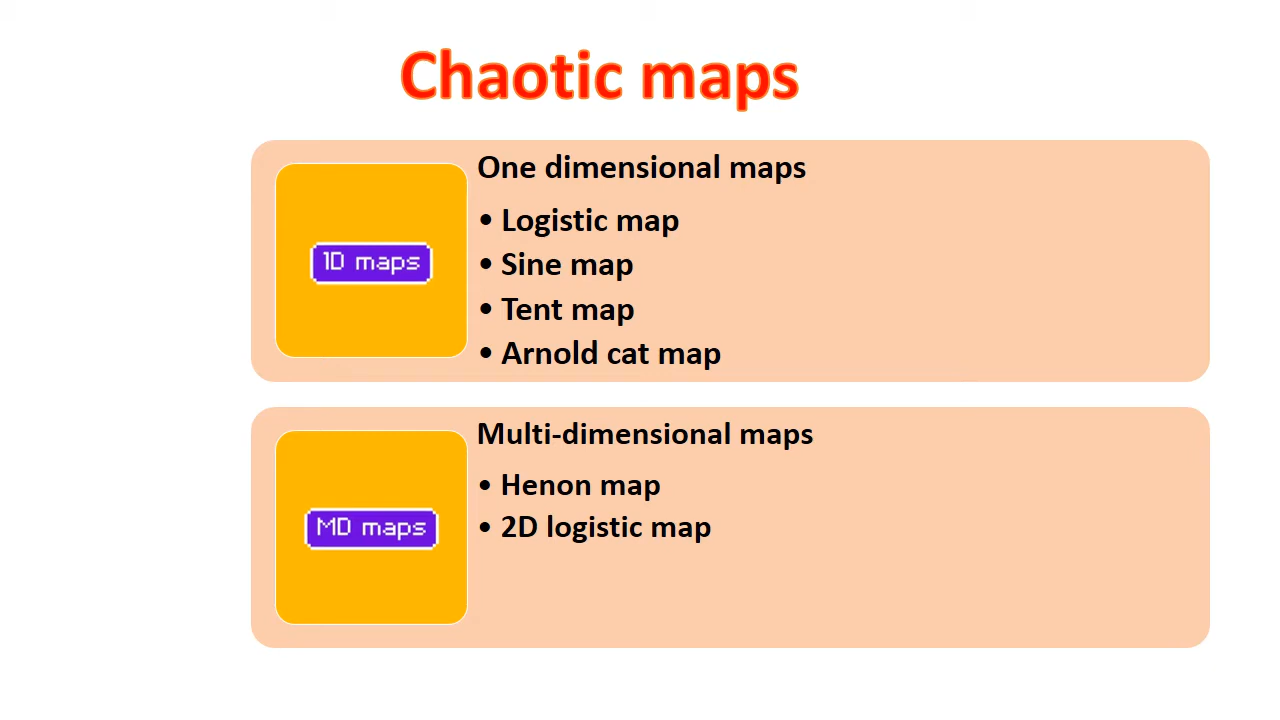 Chaotic maps
1D maps
One dimensional maps
• Logistic map
• Sine map
• Tent map
• Arnold cat map
MD maps
Multi-dimensional maps
• Henon map
• 2D logistic map